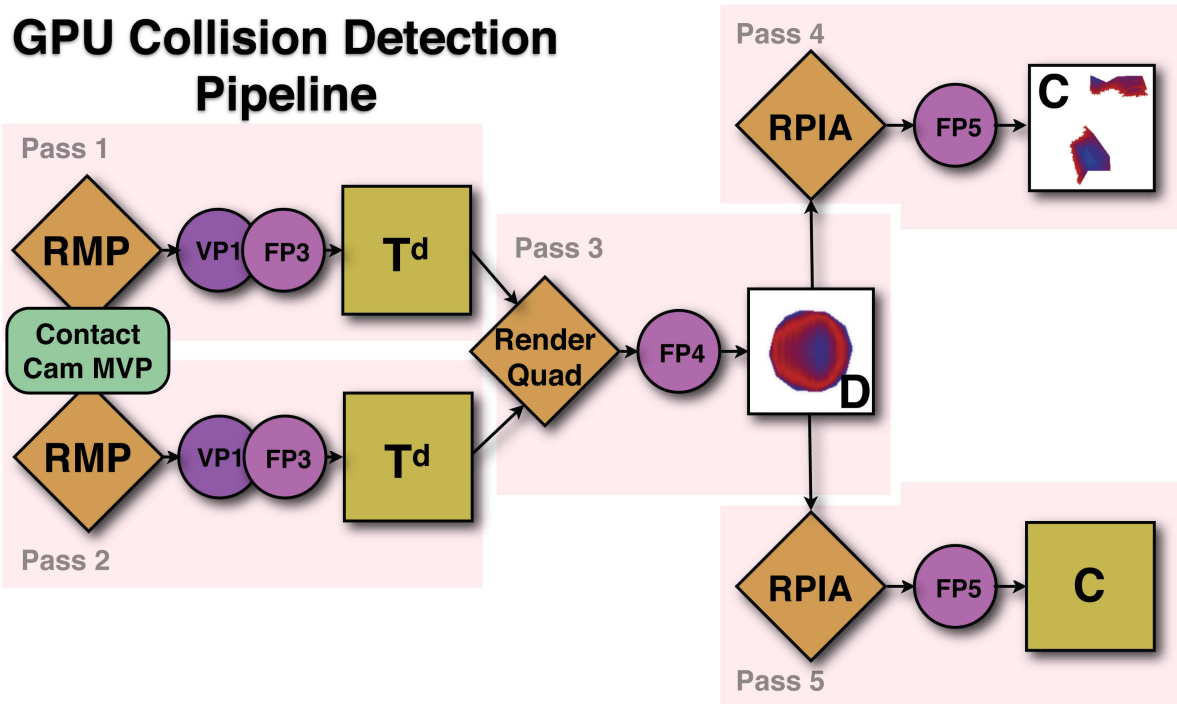 GPU Collision Detection
Pipeline
Pass 1
RMP
VP1
FP3
Td
Contact
Cam MVP
RMP
VP1
FP3
Td
Pass 2
Pass 3
Render
Quad
FP4
D
Pass 4
RPIA
FP5
C
RPIA
FP5
C
Pass 5